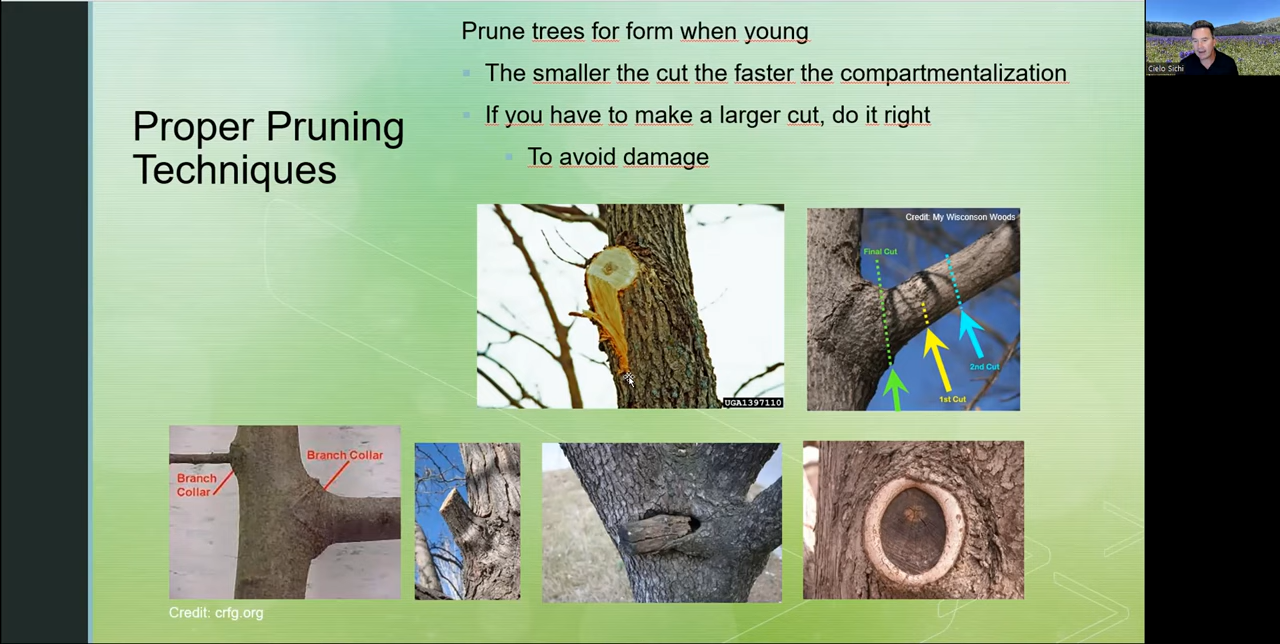 Prune trees for form when young
The smaller the cut the faster the compartmentalization
If you have to make a larger cut, do it right
To avoid damage
Proper Pruning
Techniques
UGA1397110
Credit: My Wisconson Woods
Final Cut
2nd Cut
1st Cut
Branch Collar
Branch
Collar
Credit: crfg.org
Cielo Sichi